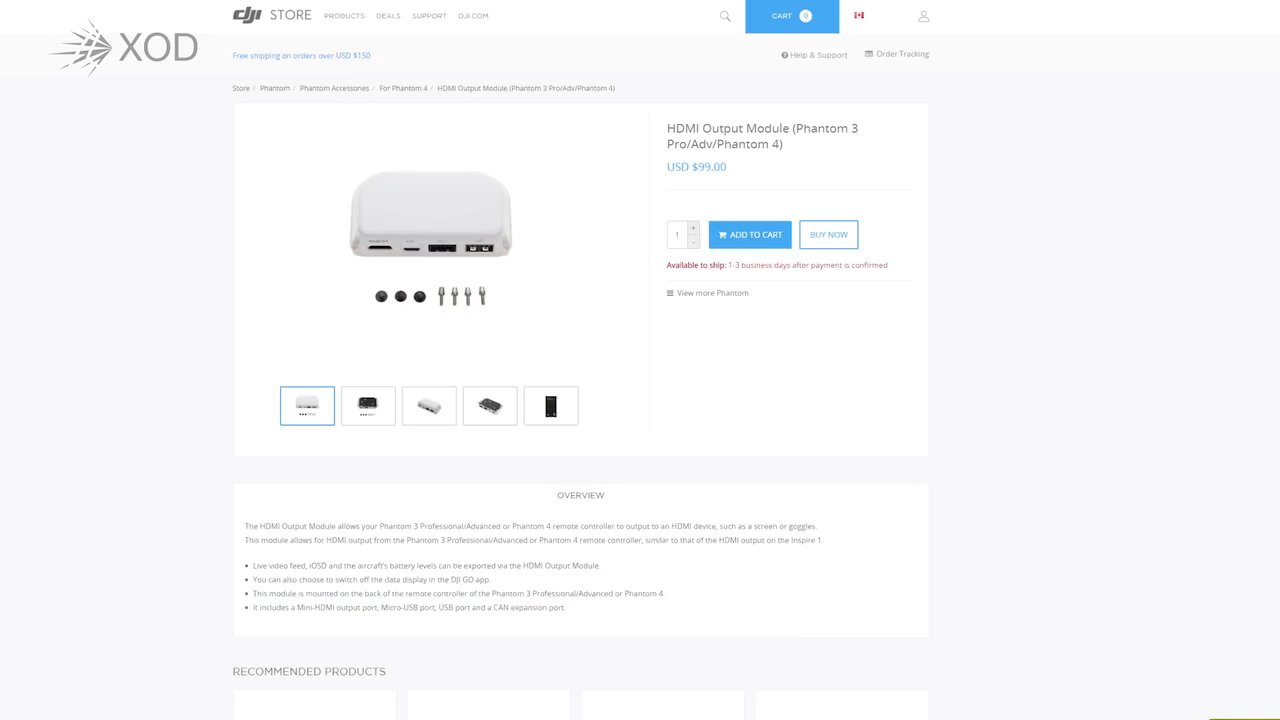 dji STORE PRODUCTS DEALS SUPPORT DJI.COM CART 0
XOD
Free shipping on orders over USD $150 Help & Support Order Tracking
Store / Phantom / Phantom Accessories / For Phantom 4 / HDMI Output Module (Phantom 3 Pro/Adv/Phantom 4)
HDMI Output Module (Phantom 3
Pro/Adv/Phantom 4)
USD $99.00
1 + - ADD TO CART BUY NOW
Available to ship: 1-3 business days after payment is confirmed
View more Phantom
OVERVIEW
The HDMI Output Module allows your Phantom 3 Professional/Advanced or Phantom 4 remote controller to output to an HDMI device, such as a screen or goggles.
This module allows for HDMI output from the Phantom 3 Professional/Advanced or Phantom 4 remote controller, similar to that of the HDMI output on the Inspire 1.
• Live video feed, iOSD and the aircraft's battery levels can be exported via the HDMI Output Module.
• You can also choose to switch off the data display in the DJI GO app.
• This module is mounted on the back of the remote controller of the Phantom 3 Professional/Advanced or Phantom 4.
• It includes a Mini-HDMI output port, Micro-USB port, USB port and a CAN expansion port.
RECOMMENDED PRODUCTS